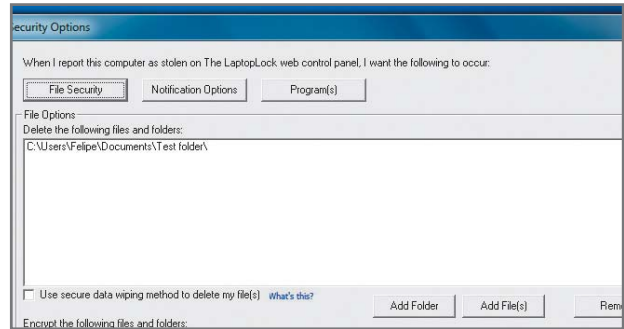 ecurity Options
When I report this computer as stolen on The LaptopLock web control panel, I want the following to occur:
File Security Notification Options Program(s)
File Options
Delete the following files and folders:
C:\Users\Felipe\Documents\Test folder\
Use secure data wiping method to delete my file(s) What's this?
Add Folder Add File(s) Rem
Encrypt the following files and folders: